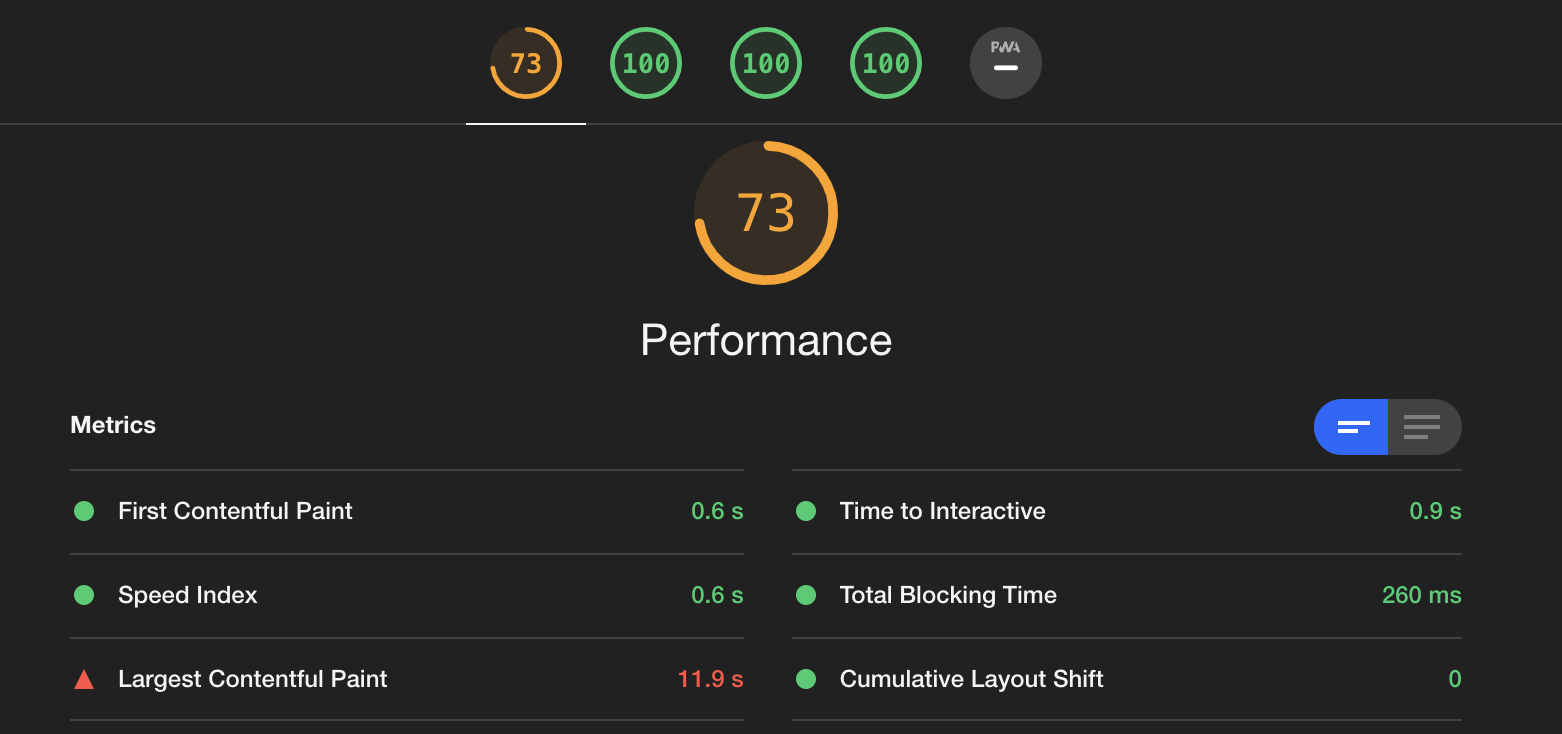 73 100 100 100 PWA
73
Performance
Metrics
First Contentful Paint 0.6 s
Time to Interactive 0.9 s
Speed Index 0.6 s
Total Blocking Time 260 ms
Largest Contentful Paint 11.9 s
Cumulative Layout Shift 0